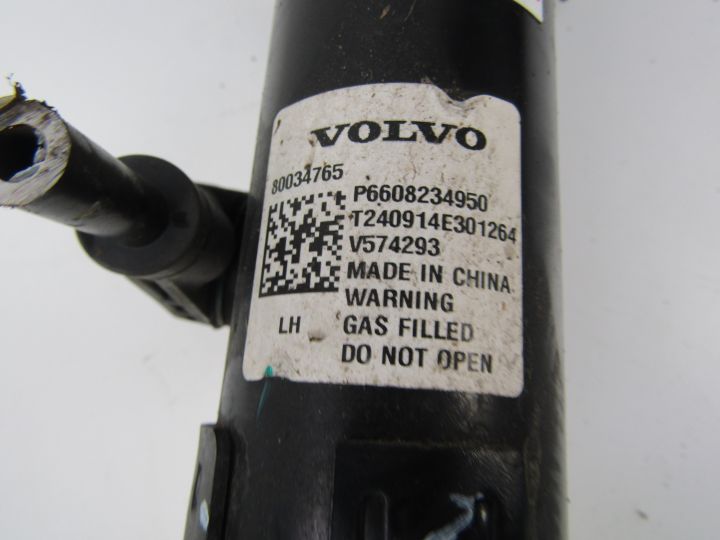 VOLVO
80034765
P6608234950
T240914E301264
V574293
MADE IN CHINA
WARNING
LH GAS FILLED
DO NOT OPEN